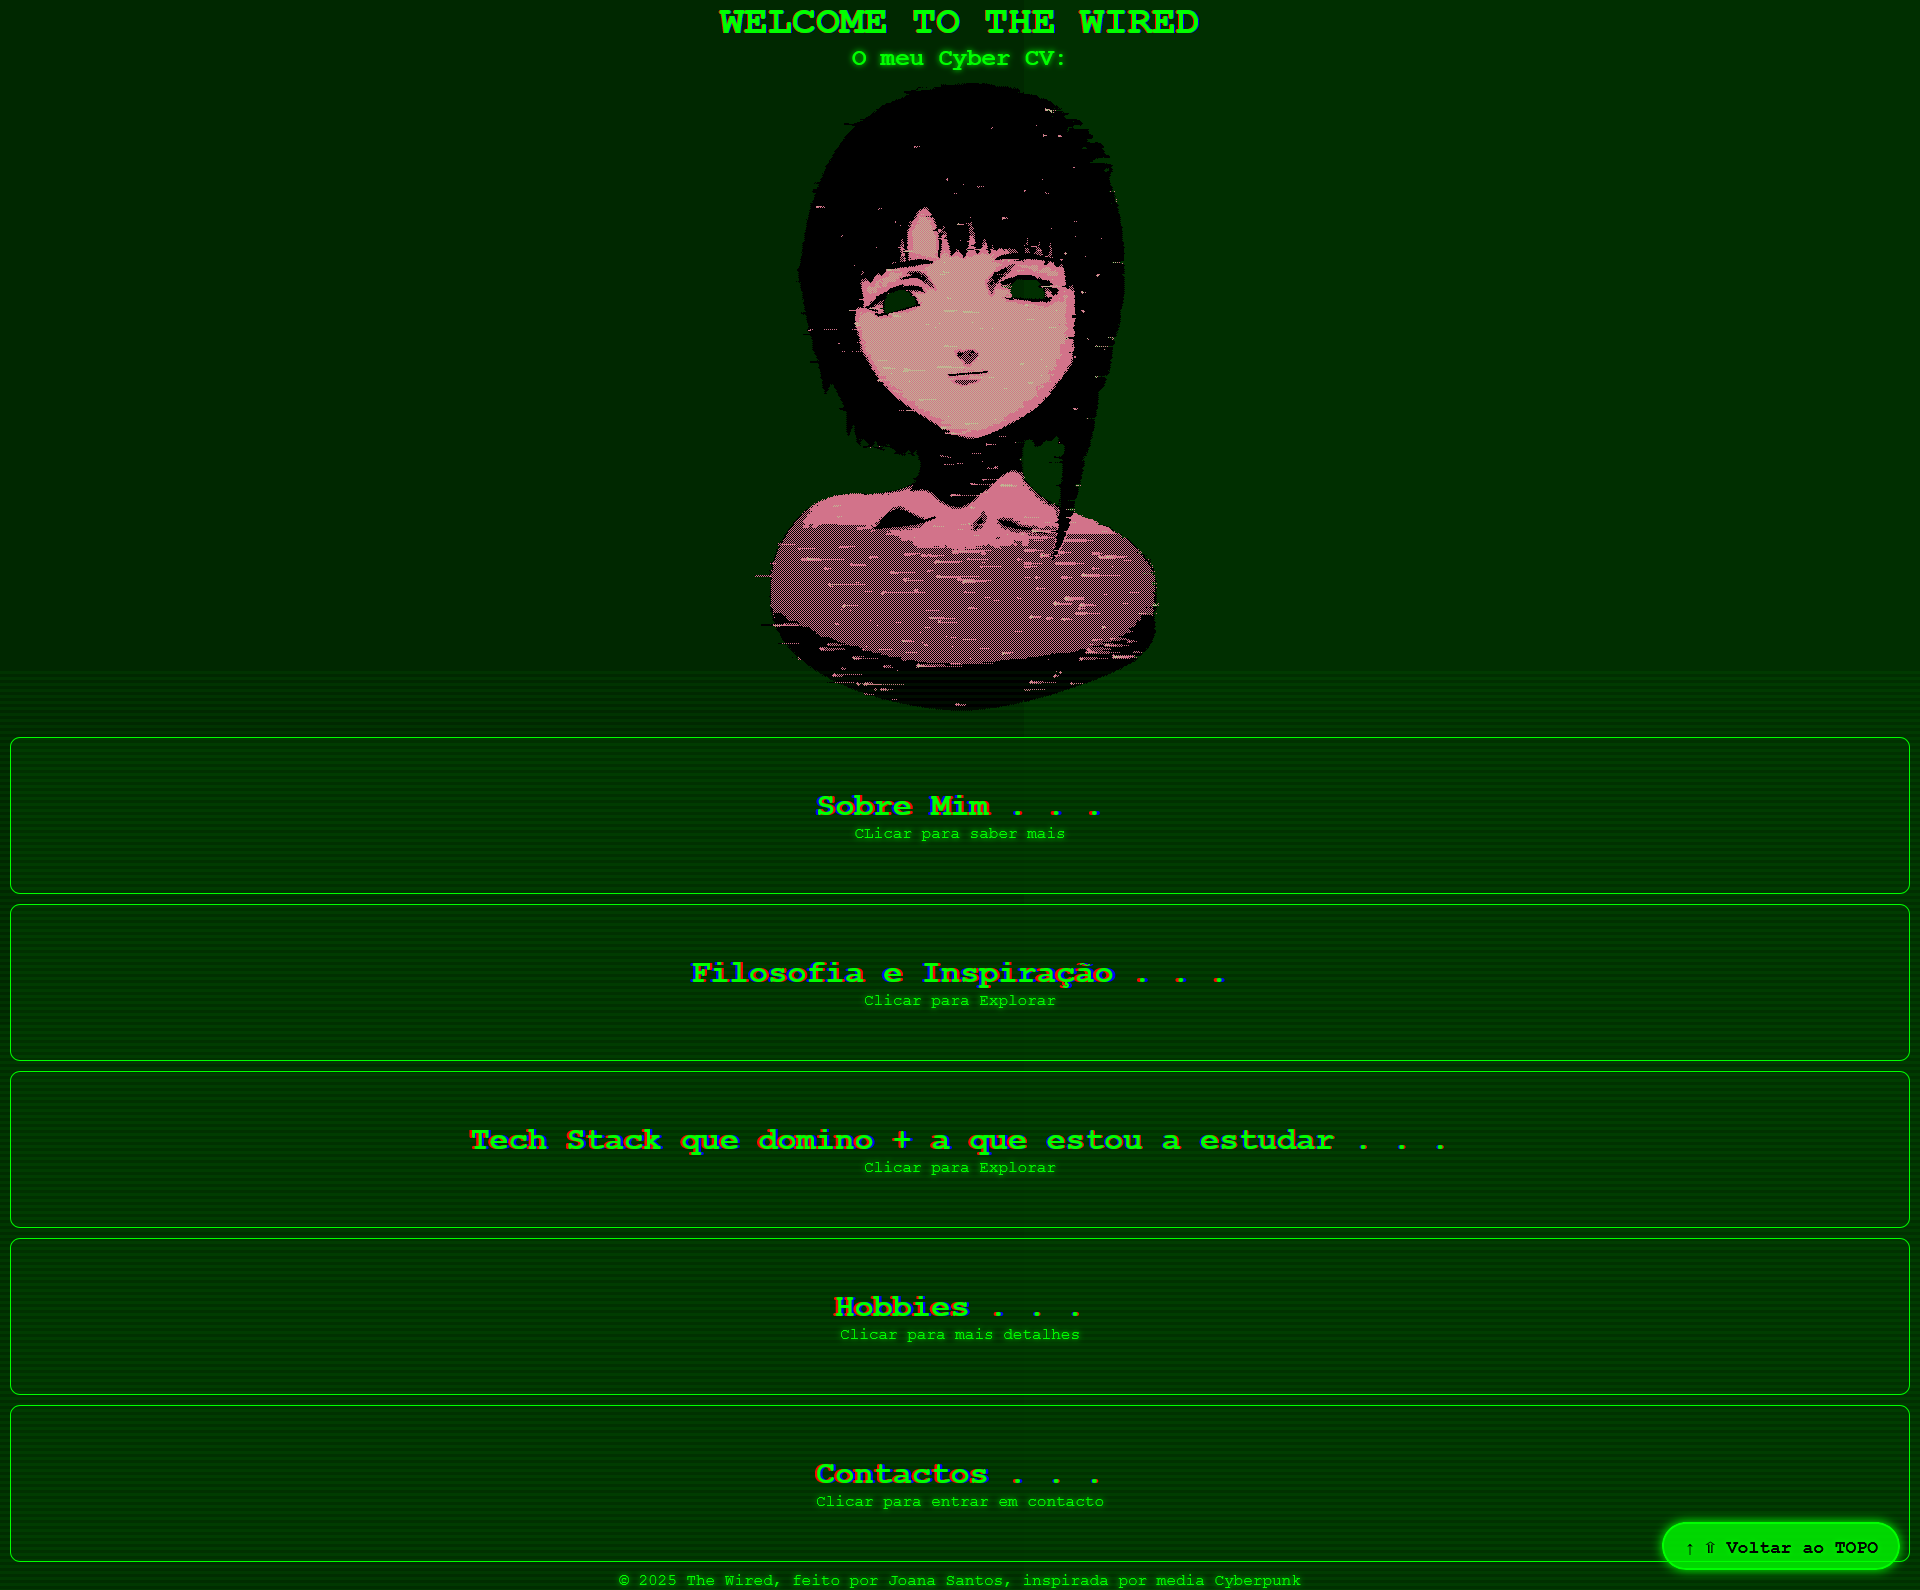 WELCOME TO THE WIRED
O meu Cyber CV:
Sobre Mim . . .
CLicar para saber mais
Filosofia e Inspiração . . .
Clicar para Explorar
Tech Stack que domino + a que estou a estudar . . .
Clicar para Explorar
Hobbies . . .
Clicar para mais detalhes
Contactos . . .
Clicar para entrar em contacto
↑ ⇧ Voltar ao TOPO
© 2025 The Wired, feito por Joana Santos, inspirada por media Cyberpunk